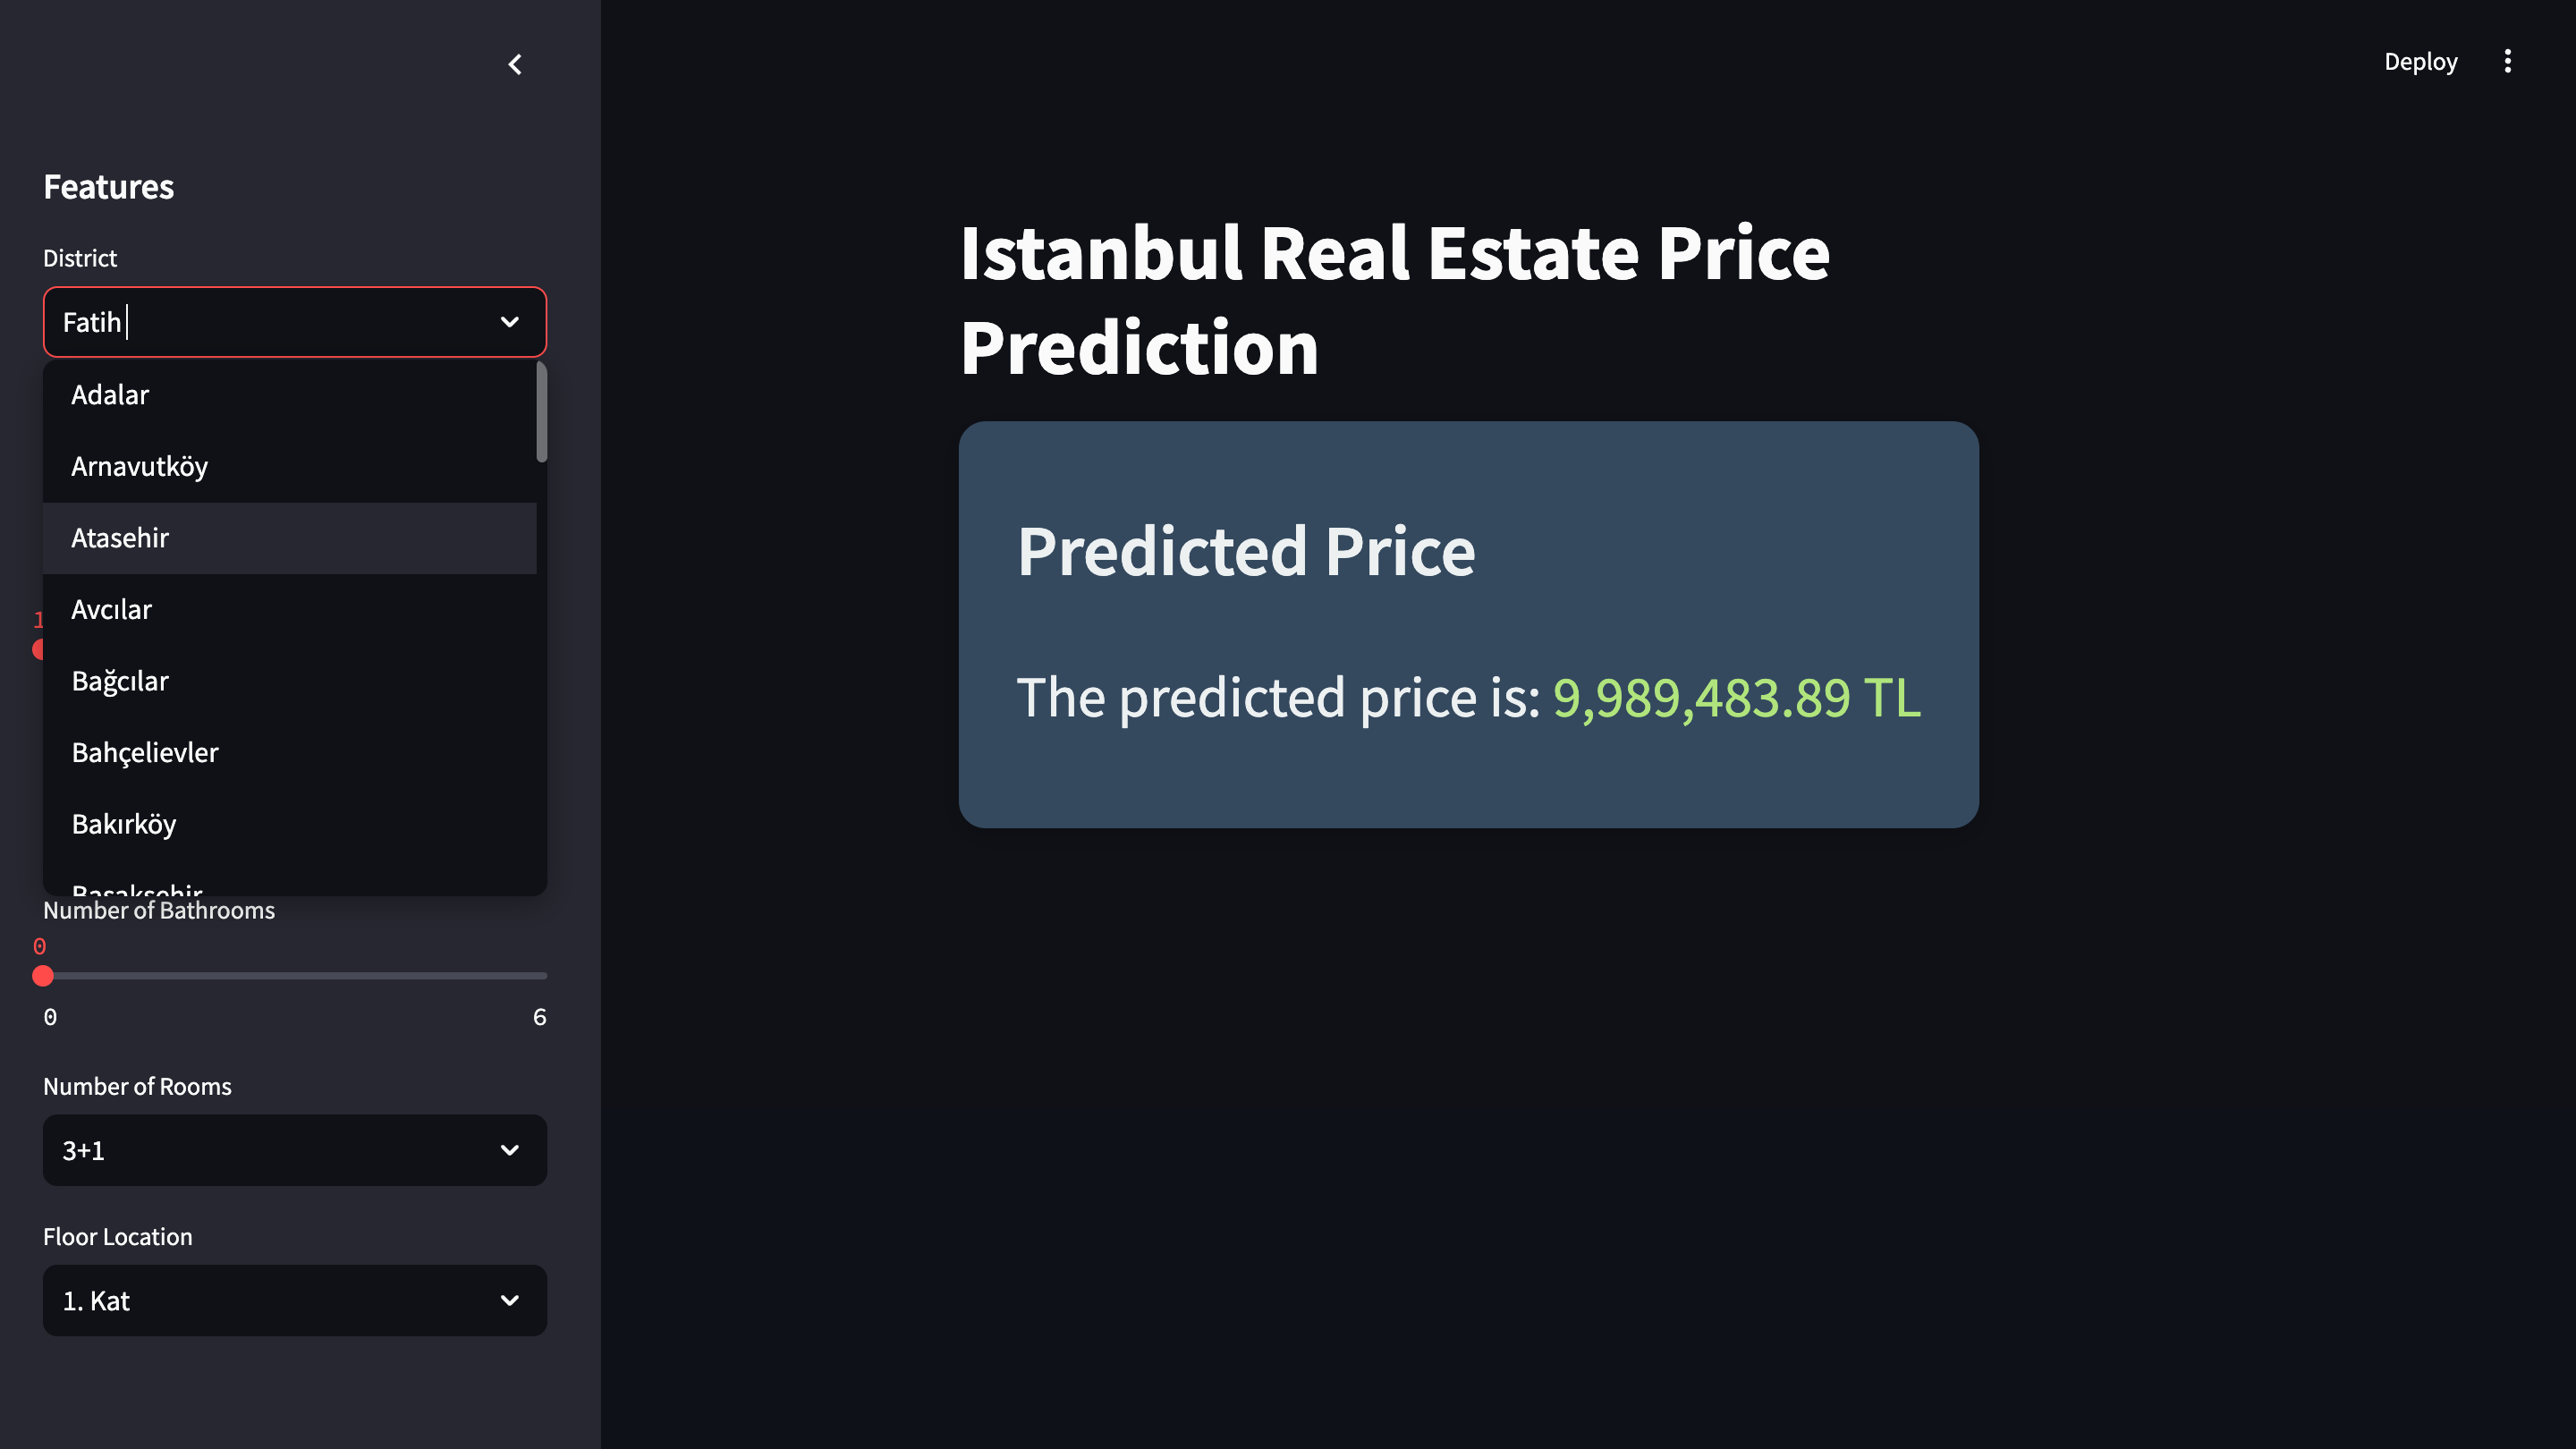 Deploy
Features
District
Fatih
Adalar
Arnavutköy
Atasehir
Avcılar
Bağcılar
Bahçelievler
Bakırköy
Basaksehir
1
Number of Bathrooms
0
0 6
Number of Rooms
3+1
Floor Location
1. Kat
Istanbul Real Estate Price
Prediction
Predicted Price
The predicted price is: 9,989,483.89 TL